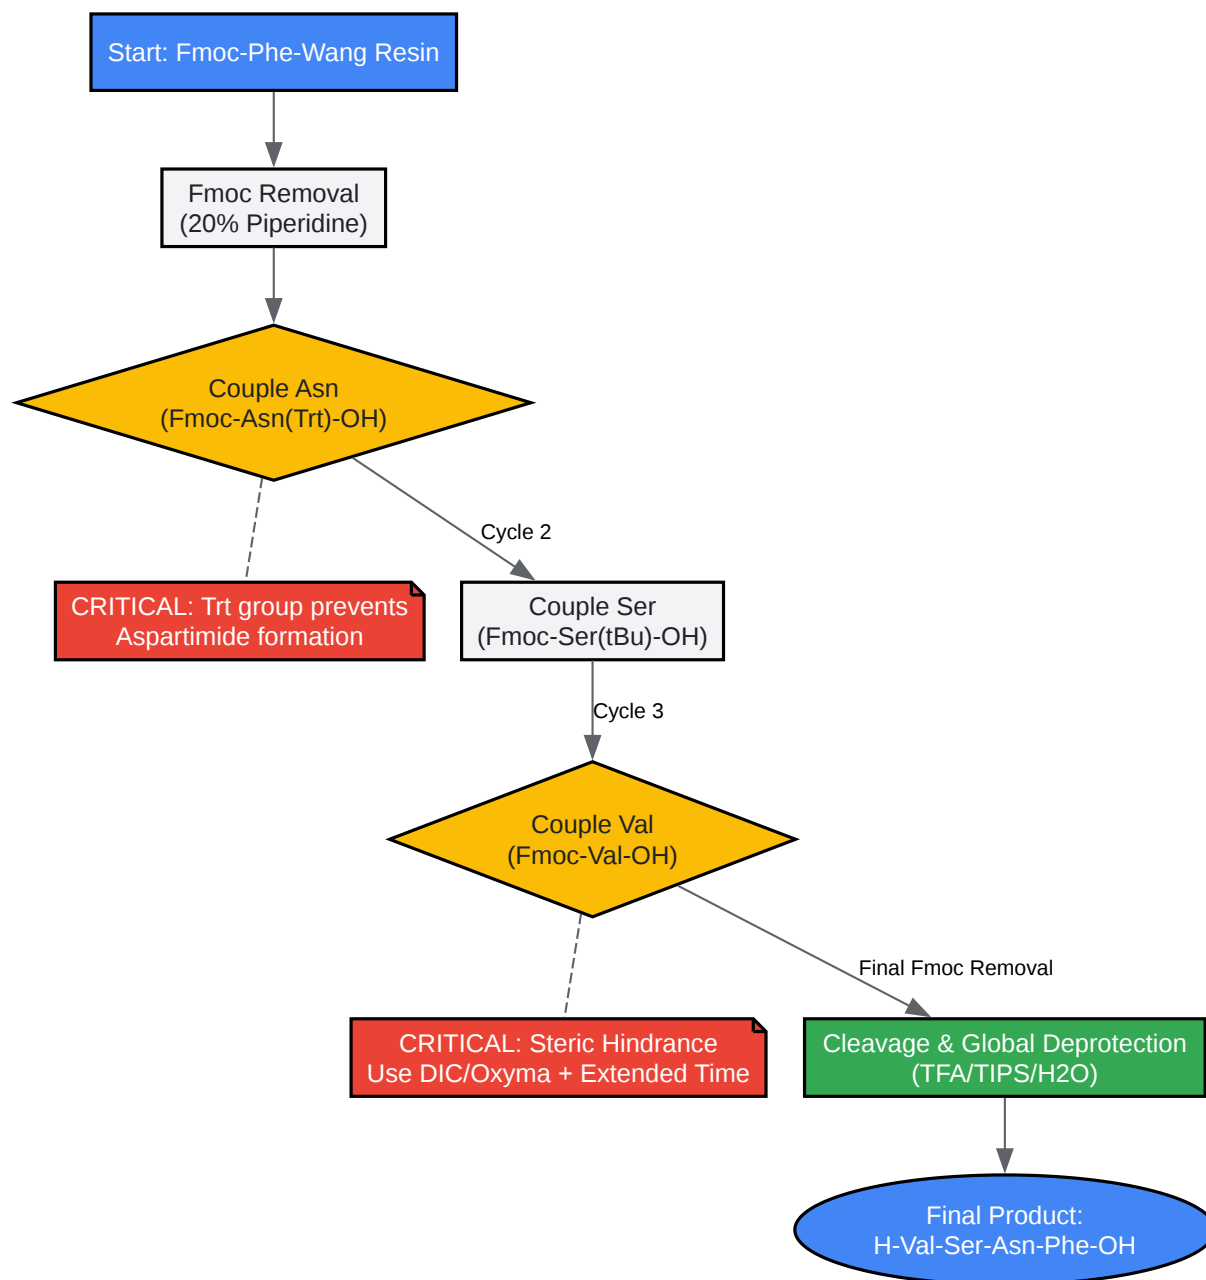 Start: Fmoc-Phe-Wang Resin
Fmoc Removal
(20% Piperidine)
Couple Asn
(Fmoc-Asn(Trt)-OH)
Cycle 2
CRITICAL: Trt group prevents
Aspartimide formation
Couple Ser
(Fmoc-Ser(tBu)-OH)
Cycle 3
Couple Val
(Fmoc-Val-OH)
Final Fmoc Removal
CRITICAL: Steric Hindrance
Use DIC/Oxyma + Extended Time
Cleavage & Global Deprotection
(TFA/TIPS/H2O)
Final Product:
H-Val-Ser-Asn-Phe-OH